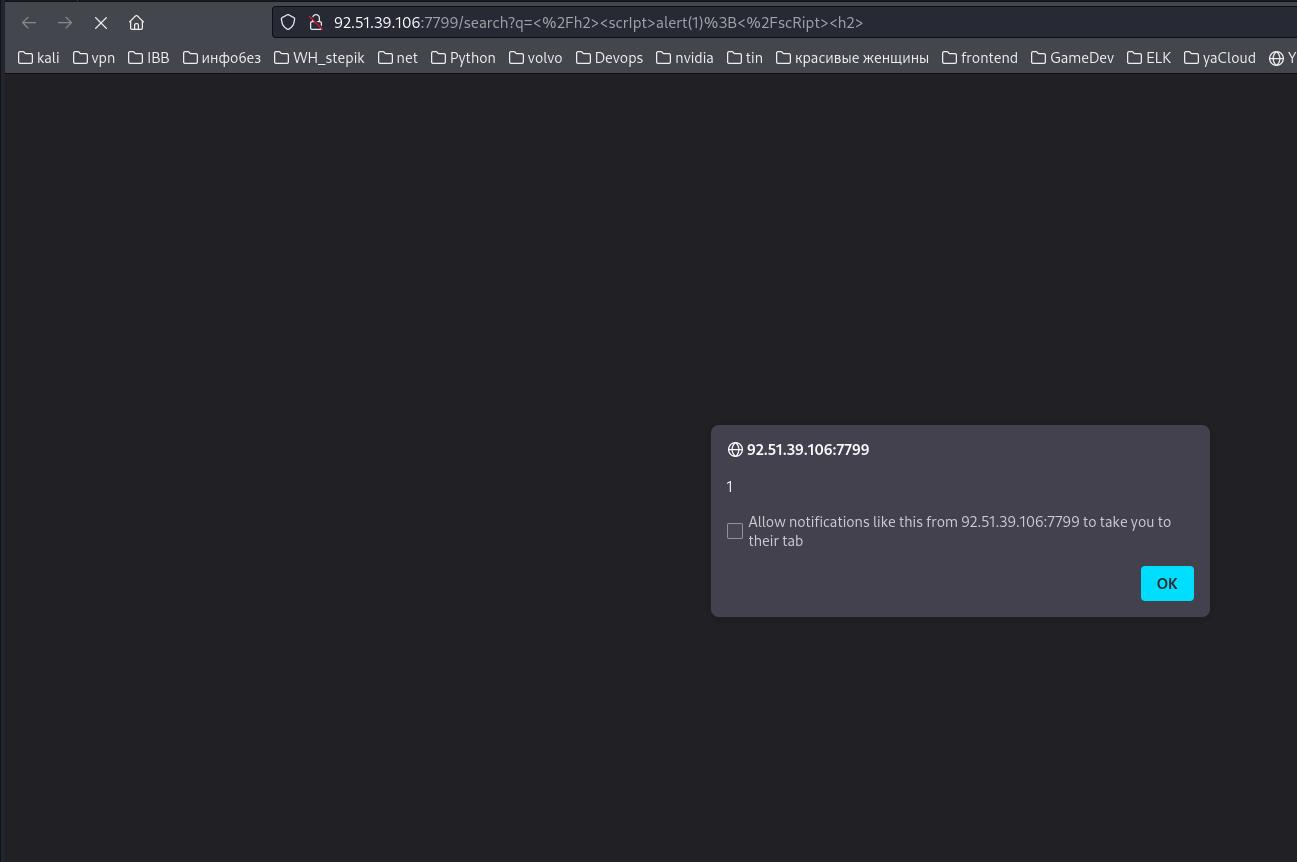 92.51.39.106:7799/search?q=<%2Fh2><scrIpt>alert(1)%3B<%2FscRipt><h2>
kali vpn IBB инфобез WH_stepik net Python volvo Devops nvidia tin красивые женщины frontend GameDev ELK yaCloud Y
92.51.39.106:7799
1
Allow notifications like this from 92.51.39.106:7799 to take you to
their tab
OK